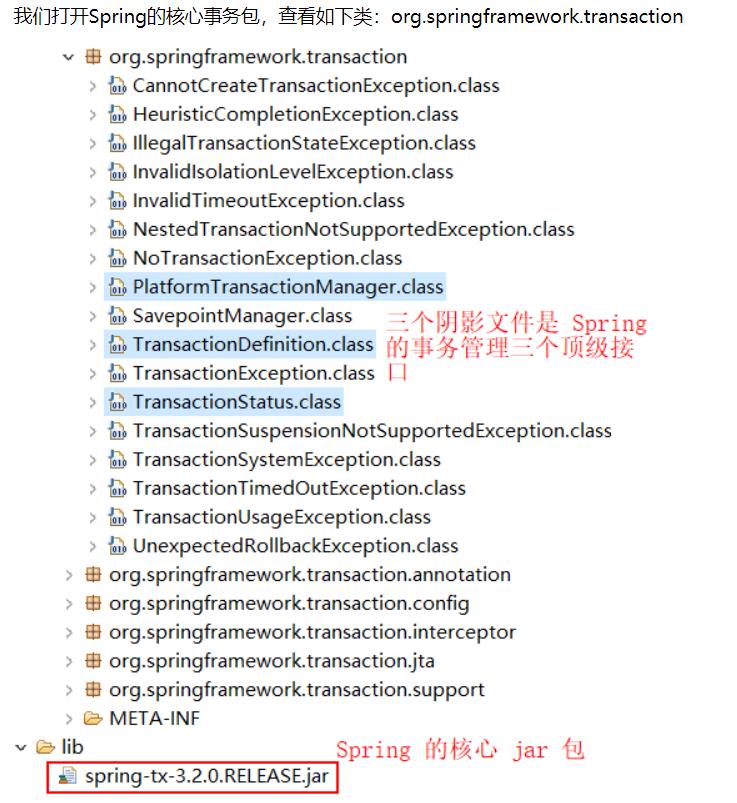 我们打开Spring的核心事务包，查看如下类：org.springframework.transaction
org.springframework.transaction
CannotCreateTransactionException.class
HeuristicCompletionException.class
IllegalTransactionStateException.class
InvalidIsolationLevelException.class
InvalidTimeoutException.class
NestedTransactionNotSupportedException.class
NoTransactionException.class
PlatformTransactionManager.class
SavepointManager.class
三个阴影文件是 Spring
TransactionDefinition.class
的事务管理三个顶级接
TransactionException.class
口
TransactionStatus.class
TransactionSuspensionNotSupportedException.class
TransactionSystemException.class
TransactionTimedOutException.class
TransactionUsageException.class
UnexpectedRollbackException.class
org.springframework.transaction.annotation
org.springframework.transaction.config
org.springframework.transaction.interceptor
org.springframework.transaction.jta
org.springframework.transaction.support
META-INF
lib
Spring 的核心 jar 包
spring-tx-3.2.0.RELEASE.jar